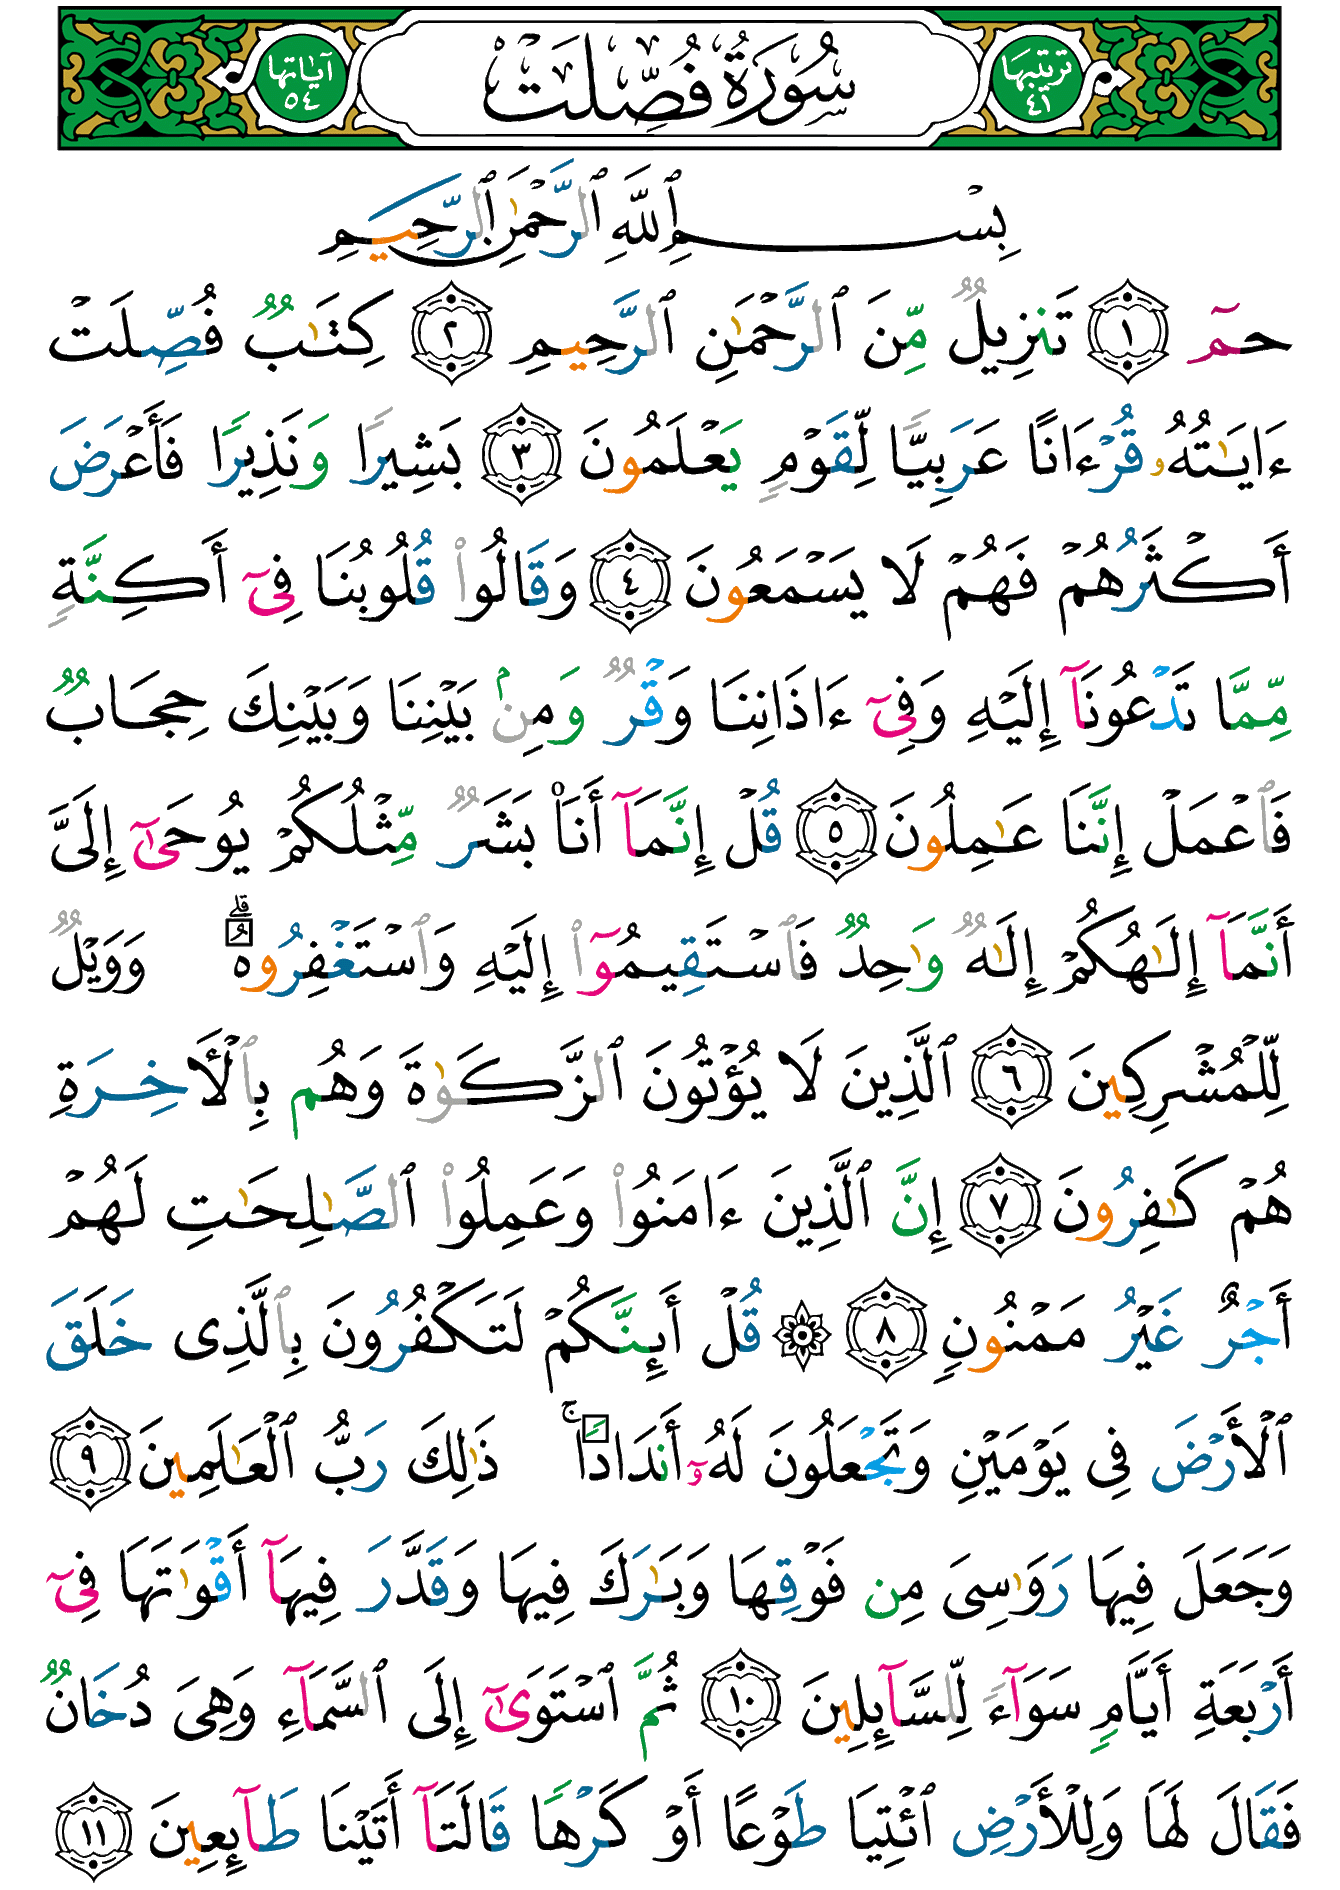 ترتيبها ٤١ سُورَةُ فُصِّلَتْ آياتها ٥٤
بِسْمِ ٱللَّهِ ٱلرَّحْمَٰنِ ٱلرَّحِيمِ
حمٓ ١ تَنزِيلٌ مِّنَ ٱلرَّحْمَٰنِ ٱلرَّحِيمِ ٢ كِتَٰبٌ فُصِّلَتْ
ءَايَٰتُهُۥ قُرْءَانًا عَرَبِيًّا لِّقَوْمٍ يَعْلَمُونَ ٣ بَشِيرًا وَنَذِيرًا فَأَعْرَضَ
أَكْثَرُهُمْ فَهُمْ لَا يَسْمَعُونَ ٤ وَقَالُوا۟ قُلُوبُنَا فِىٓ أَكِنَّةٍ
مِّمَّا تَدْعُونَآ إِلَيْهِ وَفِىٓ ءَاذَانِنَا وَقْرٌ وَمِنۢ بَيْنِنَا وَبَيْنِكَ حِجَابٌ
فَٱعْمَلْ إِنَّنَا عَٰمِلُونَ ٥ قُلْ إِنَّمَآ أَنَا۠ بَشَرٌ مِّثْلُكُمْ يُوحَىٰٓ إِلَىَّ
أَنَّمَآ إِلَٰهُكُمْ إِلَٰهٌ وَٰحِدٌ فَٱسْتَقِيمُوٓا۟ إِلَيْهِ وَٱسْتَغْفِرُوهُ ۗ وَوَيْلٌ
لِّلْمُشْرِكِينَ ٦ ٱلَّذِينَ لَا يُؤْتُونَ ٱلزَّكَوٰةَ وَهُم بِٱلْأَخِرَةِ
هُمْ كَٰفِرُونَ ٧ إِنَّ ٱلَّذِينَ ءَامَنُوا۟ وَعَمِلُوا۟ ٱلصَّٰلِحَٰتِ لَهُمْ
أَجْرٌ غَيْرُ مَمْنُونٍ ٨ ۞ قُلْ أَئِنَّكُمْ لَتَكْفُرُونَ بِٱلَّذِى خَلَقَ
ٱلْأَرْضَ فِى يَوْمَيْنِ وَتَجْعَلُونَ لَهُۥٓ أَندَادًا ۚ ذَٰلِكَ رَبُّ ٱلْعَٰلَمِينَ ٩
وَجَعَلَ فِيهَا رَوَٰسِىَ مِن فَوْقِهَا وَبَٰرَكَ فِيهَا وَقَدَّرَ فِيهَآ أَقْوَٰتَهَا فِىٓ
أَرْبَعَةِ أَيَّامٍ سَوَآءً لِّلسَّآئِلِينَ ١٠ ثُمَّ ٱسْتَوَىٰٓ إِلَى ٱلسَّمَآءِ وَهِىَ دُخَانٌ
فَقَالَ لَهَا وَلِلْأَرْضِ ٱئْتِيَا طَوْعًا أَوْ كَرْهًا قَالَتَآ أَتَيْنَا طَآئِعِينَ ١١